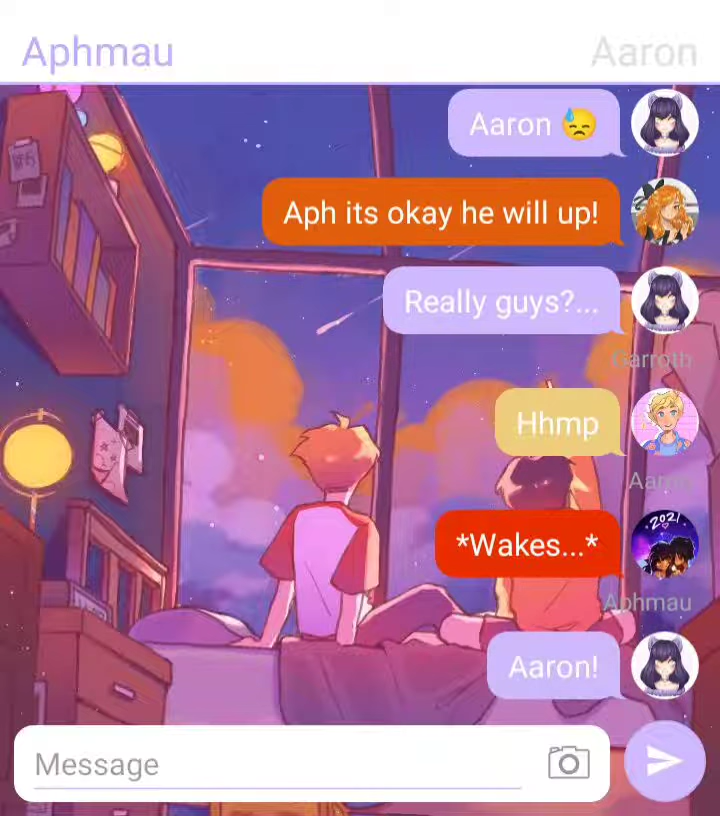 Aphmau
Aaron
Aaron 😓
Aph its okay he will up!
Really guys?...
Garroth
Hhmp
Aaron
*Wakes...*
2021
Aphmau
Aaron!
Message